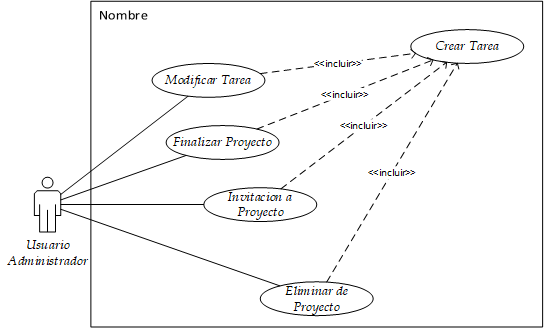 Nombre
Crear Tarea
<<incluir>>
Modificar Tarea
<<incluir>>
<<incluir>>
Finalizar Proyecto
<<incluir>>
Invitacion a
Proyecto
Usuario
Administrador
Eliminar de
Proyecto